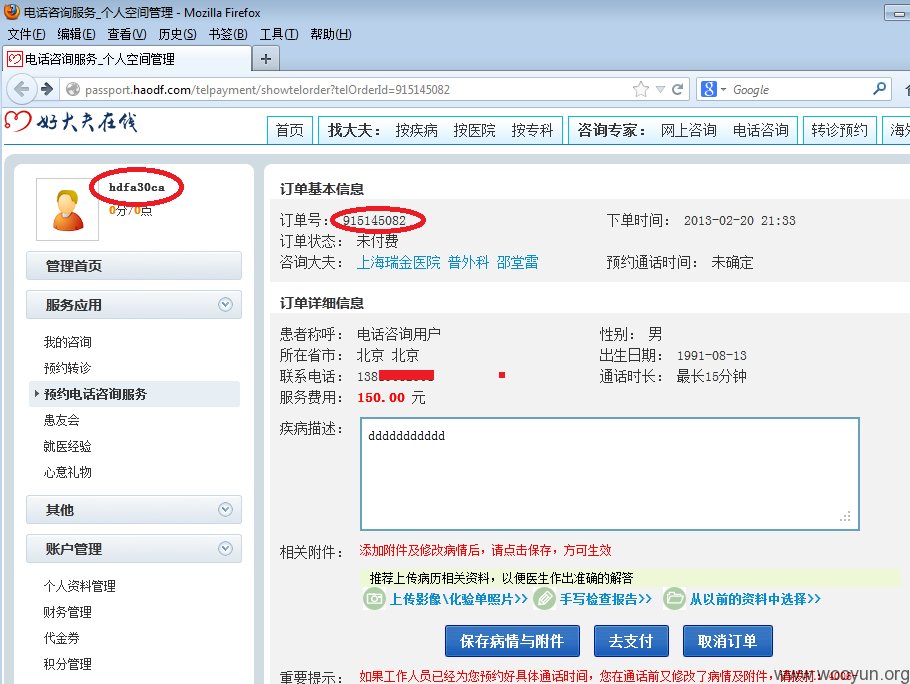 电话咨询服务_个人空间管理 - Mozilla Firefox
文件(F) 编辑(E) 查看(V) 历史(S) 书签(B) 工具(T) 帮助(H)
电话咨询服务_个人空间管理
passport.haodf.com/telpayment/showtelorder?telOrderId=915145082 Google
好大夫在线
首页 找大夫： 按疾病 按医院 按专科 咨询专家： 网上咨询 电话咨询 转诊预约 海外
hdfa30ca
0分/0点
管理首页
服务应用
我的咨询
预约转诊
预约电话咨询服务
患友会
就医经验
心意礼物
其他
账户管理
个人资料管理
财务管理
代金券
积分管理
订单基本信息
订单号： 915145082 下单时间： 2013-02-20 21:33
订单状态： 未付费
咨询大夫： 上海瑞金医院 普外科 邵堂雷 预约通话时间： 未确定
订单详细信息
患者称呼： 电话咨询用户 性别： 男
所在省市： 北京 北京 出生日期： 1991-08-13
联系电话： 138 通话时长： 最长15分钟
服务费用： 150.00 元
疾病描述： ddddddddddd
相关附件： 添加附件及修改病情后，请点击保存，方可生效
推荐上传病历相关资料，以便医生作出准确的解答
上传影像\化验单照片>> 手写检查报告>> 从以前的资料中选择>>
保存病情与附件 去支付 取消订单
重要提示： 如果工作人员已经为您预约好具体通话时间，您在通话前又修改了病情及附件，请拨打
www.wooyun.org